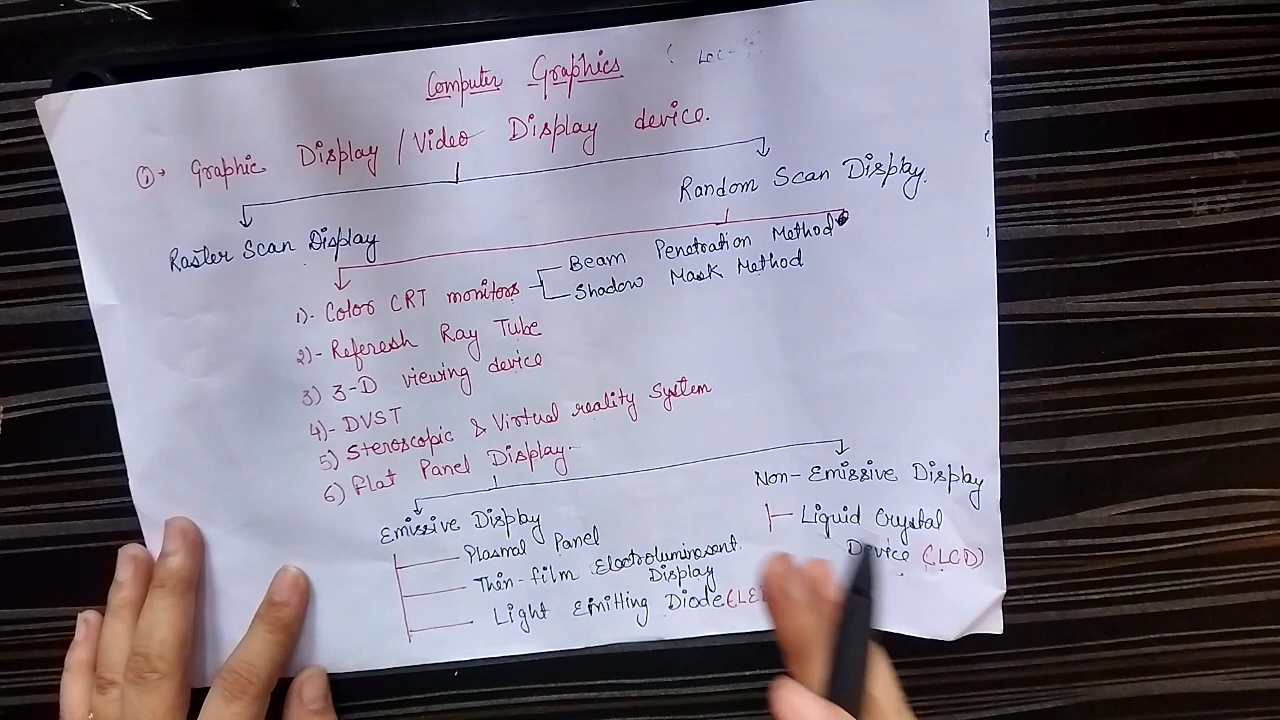 Computer Graphics
① Graphic Display / Video Display device.
Raster Scan Display
Random Scan Display.
1)- Color CRT monitors
Beam Penetration Method
Shadow Mask Method
2)- Referesh Ray Tube
3) 3-D viewing device
4)- DVST
5) Steroscopic & Virtual reality System
6) Flat Panel Display
Emissive Display
Plasmal Panel
Thin-film Electroluminosent
Display
Light Emitting Diode
Non-Emissive Display
Liquid Crystal
Device (LCD)